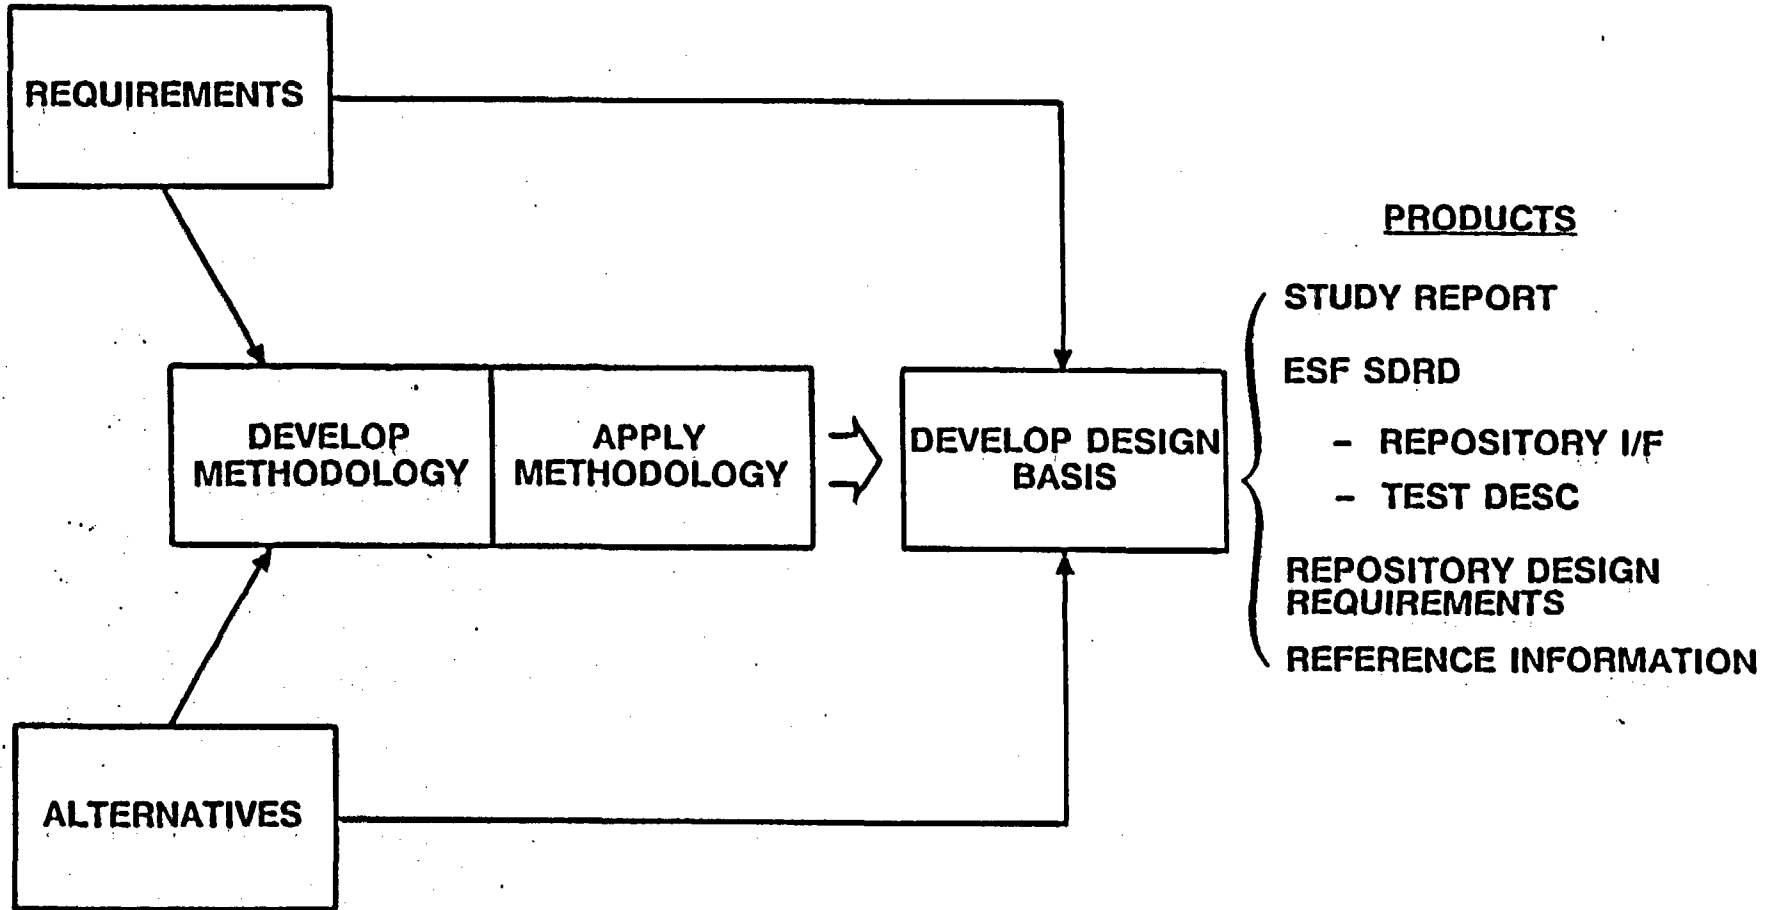 REQUIREMENTS
PRODUCTS
STUDY REPORT
ESF SDRD
- REPOSITORY I/F
- TEST DESC
REPOSITORY DESIGN
REQUIREMENTS
REFERENCE INFORMATION
DEVELOP
METHODOLOGY
APPLY
METHODOLOGY
DEVELOP DESIGN
BASIS
ALTERNATIVES